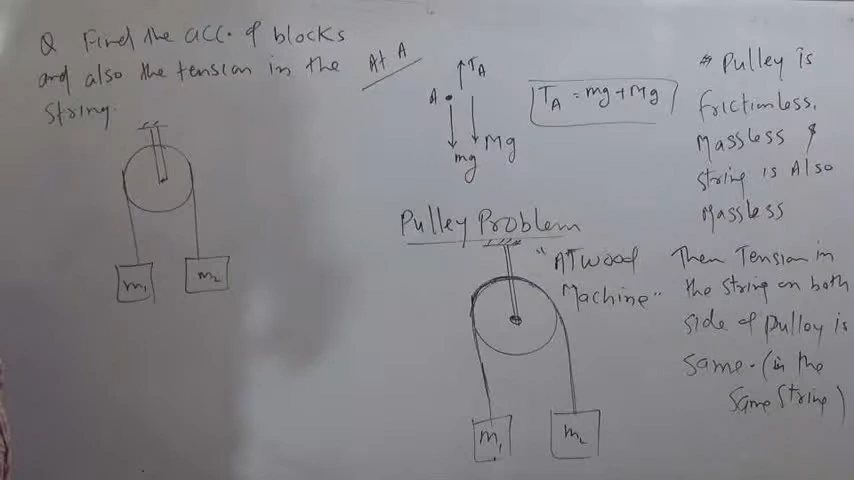 Q Find the acc. of blocks
and also the tension in the
string.
m₁
m₂
At A
T_A
A
mg
Mg
T_A = mg + Mg
Pulley Problem
"ATwood
Machine"
m₁
m₂
* Pulley is
frictionless,
Massless &
string is Also
Massless
Then Tension in
the string on both
side of pulley is
same. (in the
same string)